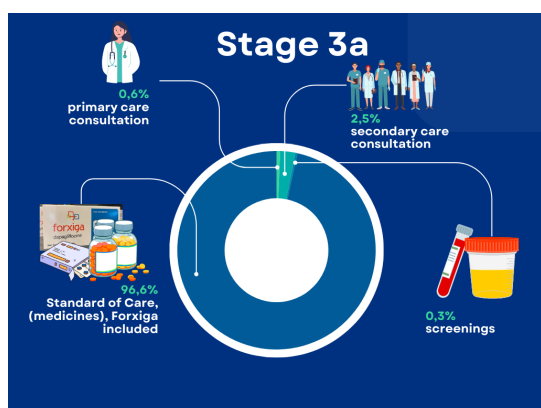 Stage 3a
0,6%
primary care
consultation
2,5%
secondary care
consultation
forxiga
96,6%
Standard of Care,
(medicines), Forxiga
included
0,3%
screenings